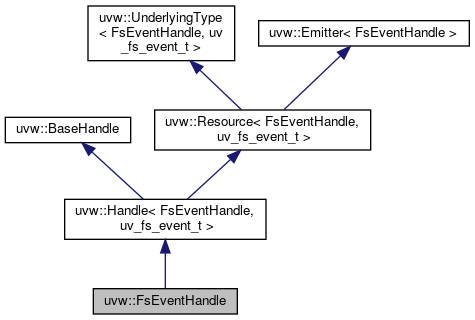 uvw::UnderlyingType
< FsEventHandle, uv
_fs_event_t >
uvw::Emitter< FsEventHandle >
uvw::BaseHandle
uvw::Resource< FsEventHandle,
uv_fs_event_t >
uvw::Handle< FsEventHandle,
uv_fs_event_t >
uvw::FsEventHandle